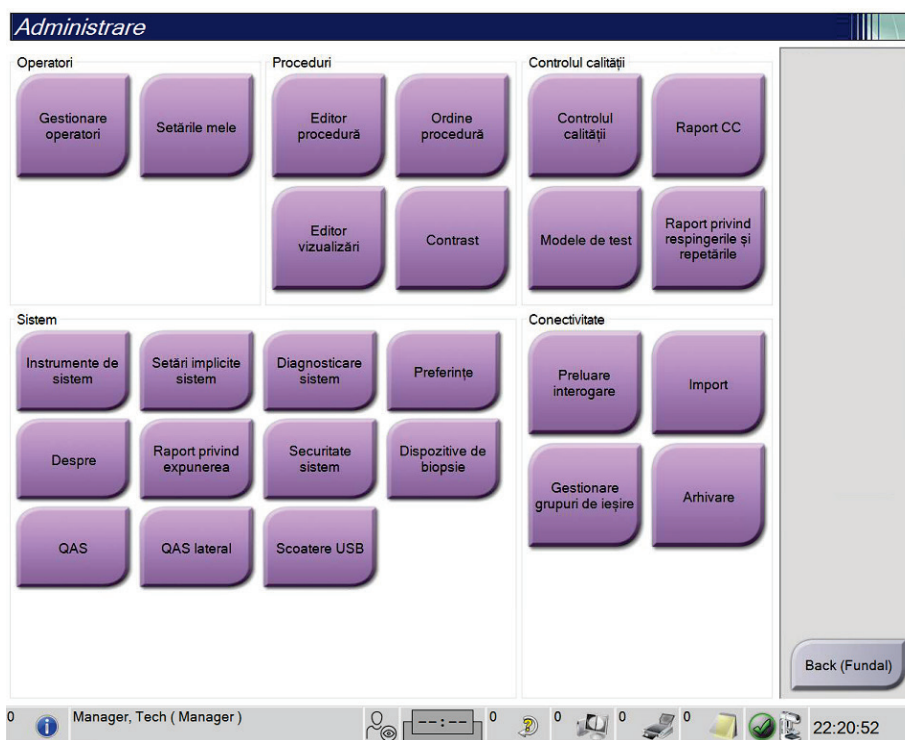 Administrare
Operatori
Gestionare
operatori
Setările mele
Proceduri
Editor
procedură
Ordine
procedură
Editor
vizualizări
Contrast
Controlul calității
Controlul
calității
Raport CC
Modele de test
Raport privind
respingerile și
repetările
Sistem
Instrumente de
sistem
Setări implicite
sistem
Diagnosticare
sistem
Preferințe
Despre
Raport privind
expunerea
Securitate
sistem
Dispozitive de
biopsie
QAS
QAS lateral
Scoatere USB
Conectivitate
Preluare
interogare
Import
Gestionare
grupuri de ieșire
Arhivare
Back (Fundal)
0 Manager, Tech ( Manager ) --:-- 0 0 0 0 22:20:52